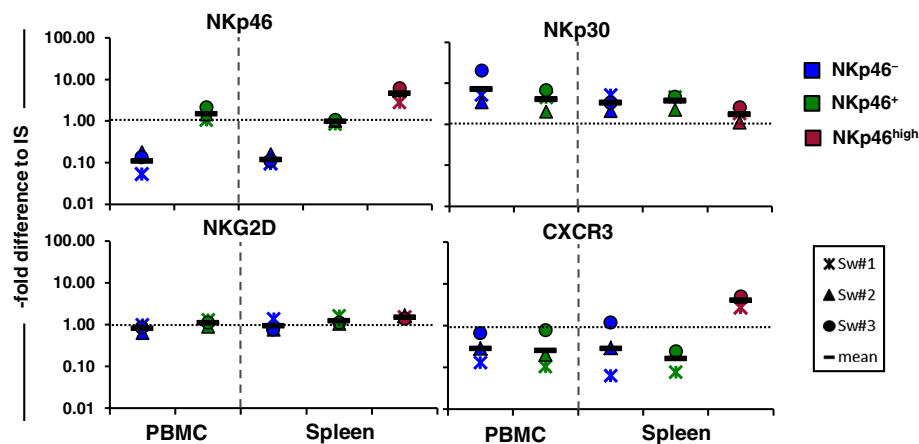 NKp46
NKp30
100.00
10.00
1.00
0.10
0.01
NKp46⁻
NKp46⁺
NKp46ʰⁱᵍʰ
-fold difference to IS
NKG2D
CXCR3
100.00
10.00
1.00
0.10
0.01
Sw#1
Sw#2
Sw#3
mean
PBMC
Spleen
PBMC
Spleen